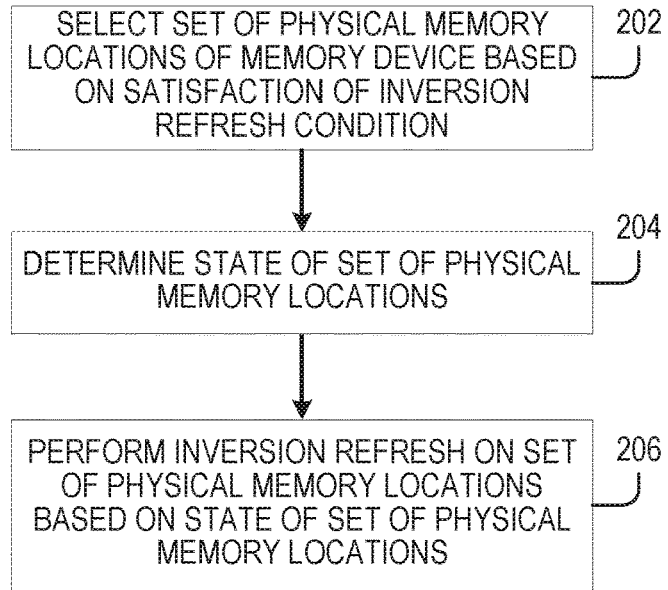 SELECT SET OF PHYSICAL MEMORY
LOCATIONS OF MEMORY DEVICE BASED
ON SATISFACTION OF INVERSION
REFRESH CONDITION
202
DETERMINE STATE OF SET OF PHYSICAL
MEMORY LOCATIONS
204
PERFORM INVERSION REFRESH ON SET
OF PHYSICAL MEMORY LOCATIONS
BASED ON STATE OF SET OF PHYSICAL
MEMORY LOCATIONS
206